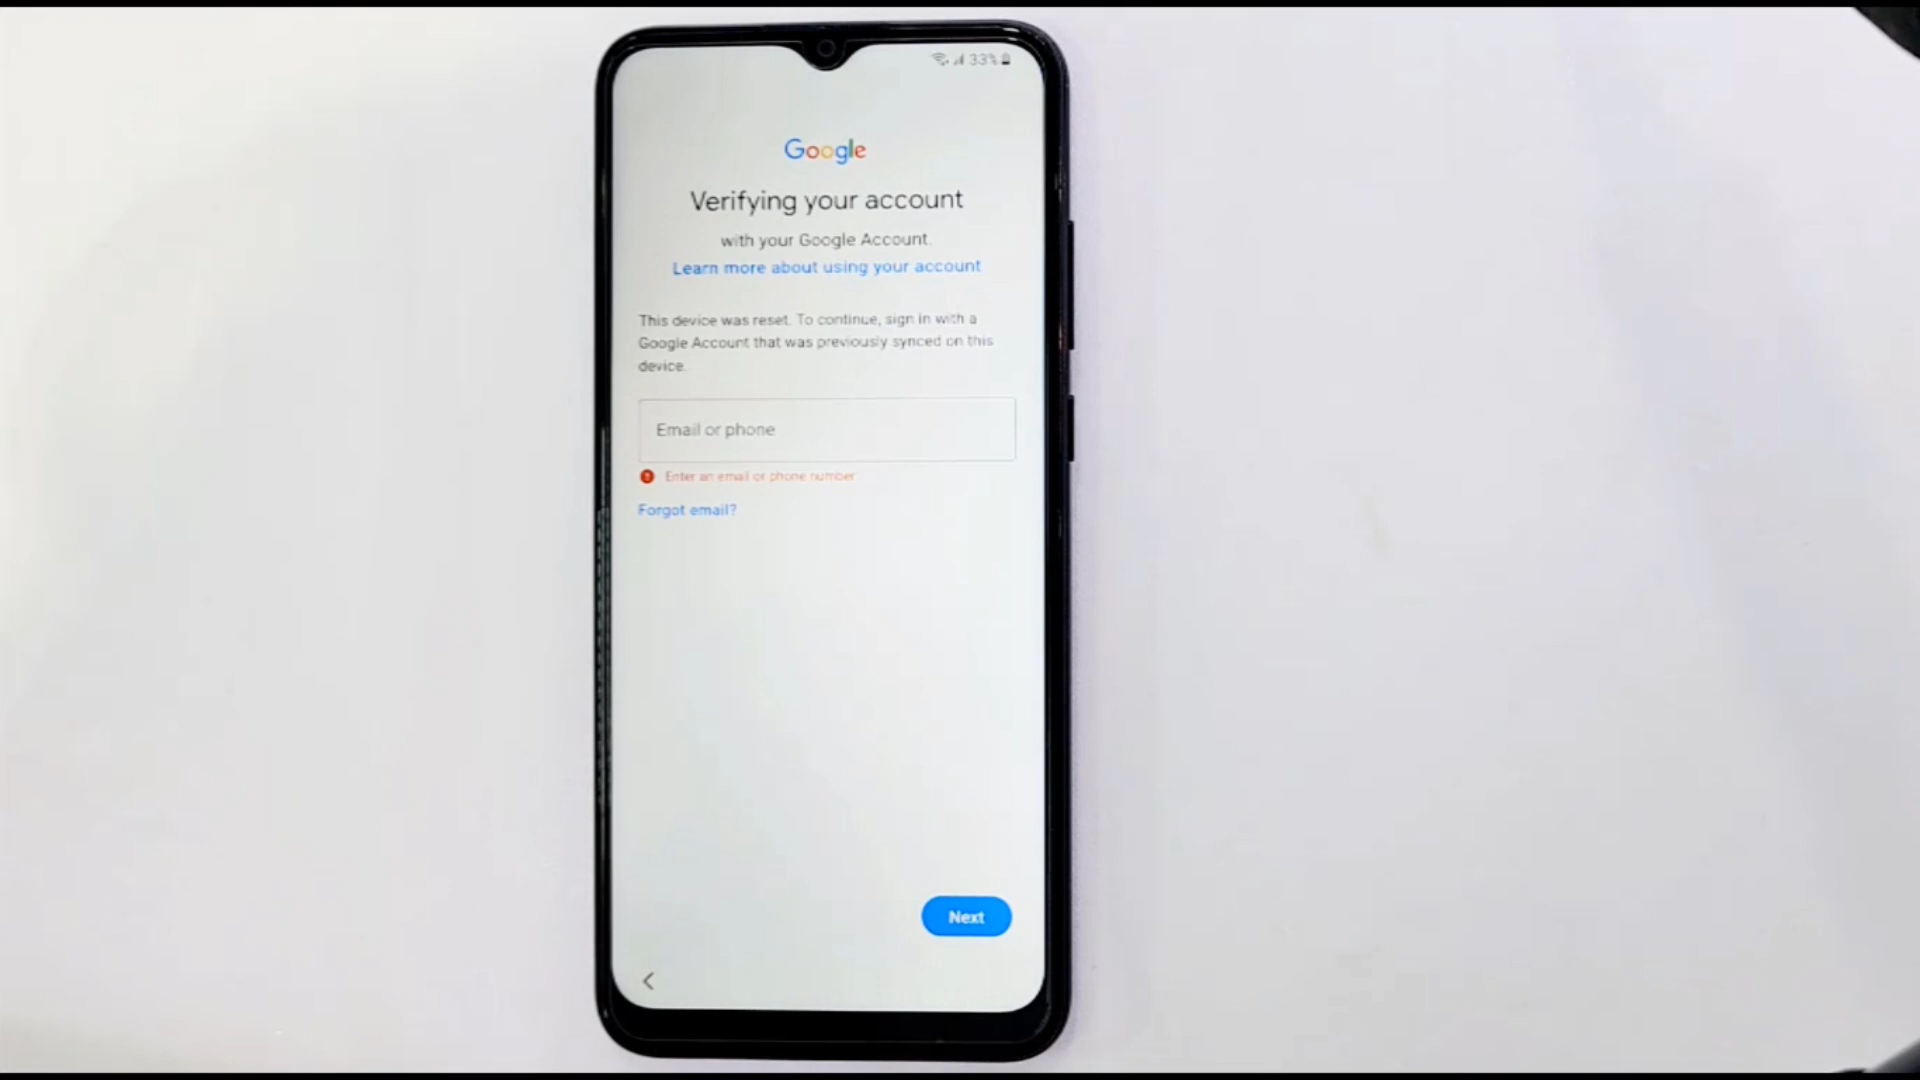 33%
Google
Verifying your account
with your Google Account.
Learn more about using your account
This device was reset. To continue, sign in with a
Google Account that was previously synced on this
device.
Email or phone
Enter an email or phone number
Forgot email?
Next